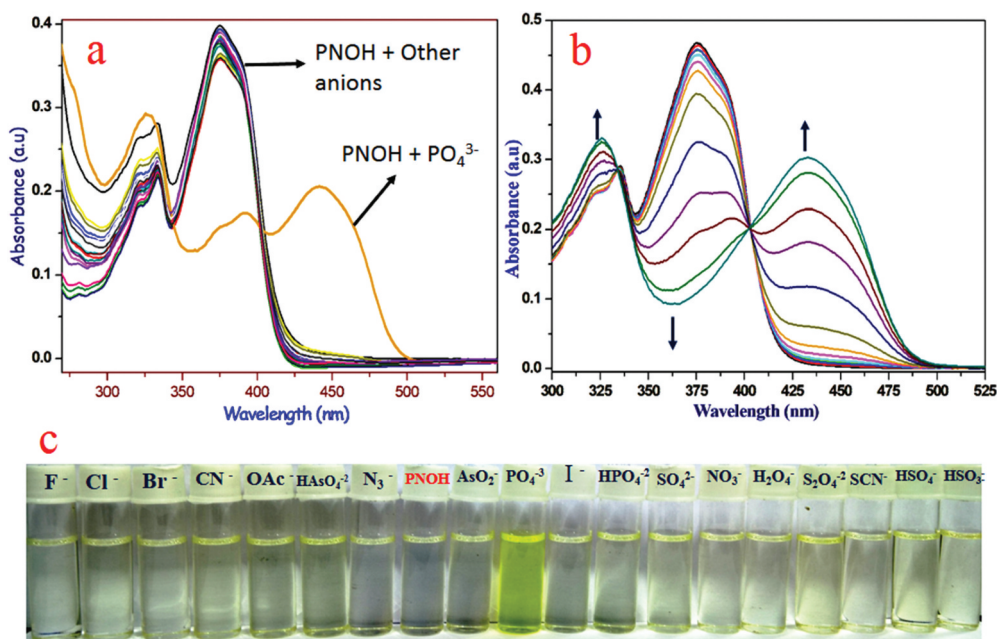 a
0.4
0.3
0.2
0.1
0.0
Absorbance (a.u)
300 350 400 450 500 550
Wavelength (nm)
PNOH + Other
anions
PNOH + PO₄³⁻
b
0.5
0.4
0.3
0.2
0.1
0.0
Absorbance (a.u)
300 325 350 375 400 425 450 475 500 525
Wavelength (nm)
c
F⁻ Cl⁻ Br⁻ CN⁻ OAc⁻ HAsO₄⁻² N₃⁻ PNOH AsO₂⁻ PO₄⁻³ I⁻ HPO₄⁻² SO₄²⁻ NO₃⁻ H₂O₄⁻ S₂O₄⁻² SCN⁻ HSO₄⁻ HSO₃⁻